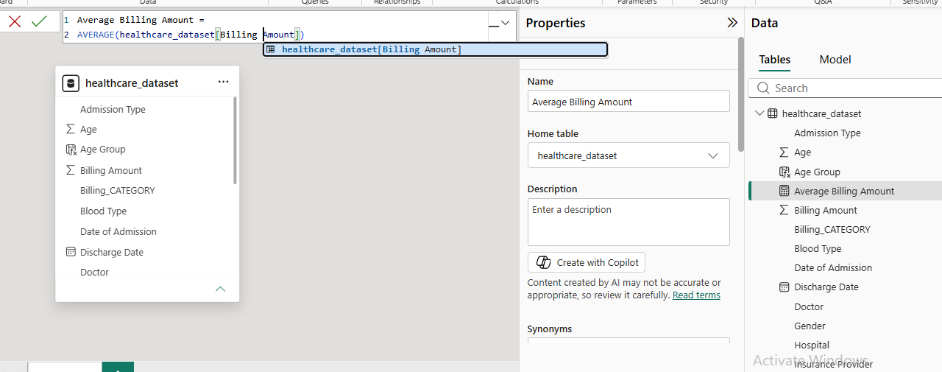 Queries
Relationships
Calculations
Parameters
Security
Q&A
Sensitivity
1 Average Billing Amount =
2 AVERAGE(healthcare_dataset[Billing Amount])
healthcare_dataset[Billing Amount]
healthcare_dataset
Admission Type
Age
Age Group
Billing Amount
Billing_CATEGORY
Blood Type
Date of Admission
Discharge Date
Doctor
Properties
Name
Average Billing Amount
Home table
healthcare_dataset
Description
Enter a description
Create with Copilot
Content created by AI may not be accurate or
appropriate, so review it carefully. Read terms
Synonyms
Data
Tables Model
Search
healthcare_dataset
Admission Type
Age
Age Group
Average Billing Amount
Billing Amount
Billing_CATEGORY
Blood Type
Date of Admission
Discharge Date
Doctor
Gender
Hospital
Insurance Provider
Activate Windows